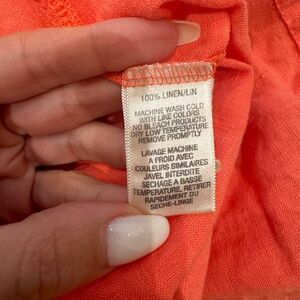 100% LINEN/LIN
MACHINE WASH COLD
WITH LIKE COLORS
NO BLEACH PRODUCTS
DRY LOW TEMPERATURE
REMOVE PROMPTLY
LAVAGE MACHINE
A FROID AVEC
COULEURS SIMILAIRES
JAVEL INTERDITE
SECHAGE A BASSE
TEMPERATURE, RETIRER
RAPIDEMENT DU
SECHE-LINGE